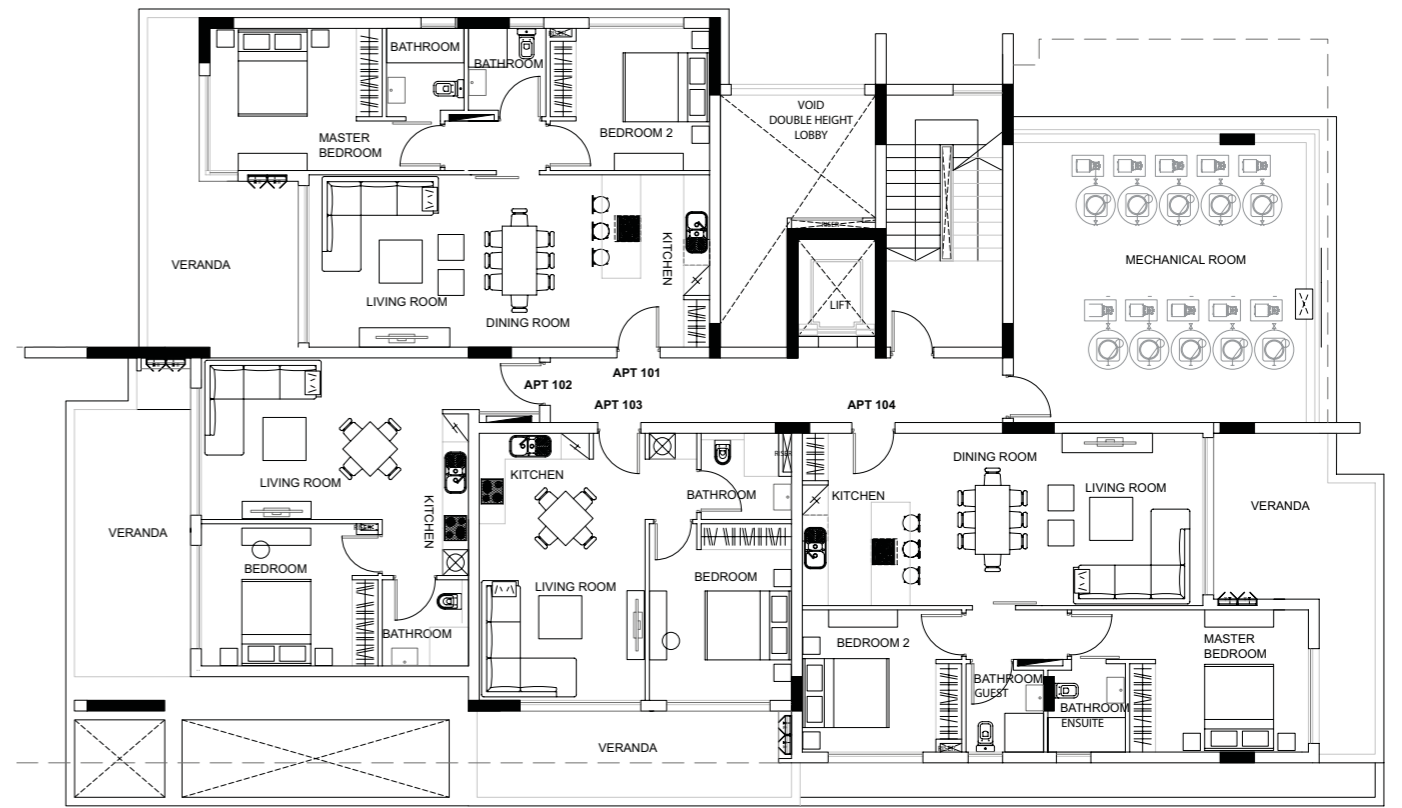 BATHROOM
BATHROOM
MASTER
BEDROOM
BEDROOM 2
VOID
DOUBLE HEIGHT
LOBBY
RISER
VERANDA
LIVING ROOM
DINING ROOM
KITCHEN
LIFT
MECHANICAL ROOM
APT 102
APT 101
APT 103
APT 104
LIVING ROOM
KITCHEN
VERANDA
BEDROOM
BATHROOM
KITCHEN
BATHROOM
RISER
LIVING ROOM
BEDROOM
VERANDA
DINING ROOM
LIVING ROOM
KITCHEN
VERANDA
BEDROOM 2
MASTER
BEDROOM
BATHROOM
GUEST
BATHROOM
ENSUITE